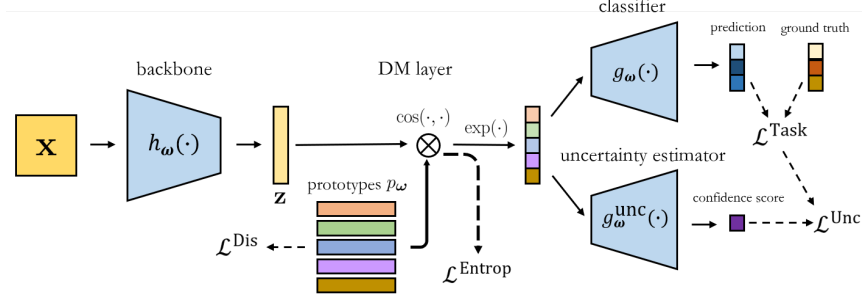 classifier
prediction
ground truth
backbone
DM layer
g_ω(·)
cos(·,·)
exp(·)
x
h_ω(·)
ℒ^Task
uncertainty estimator
z
prototypes p_ω
confidence score
g_ω^unc(·)
ℒ^Unc
ℒ^Dis
ℒ^Entrop